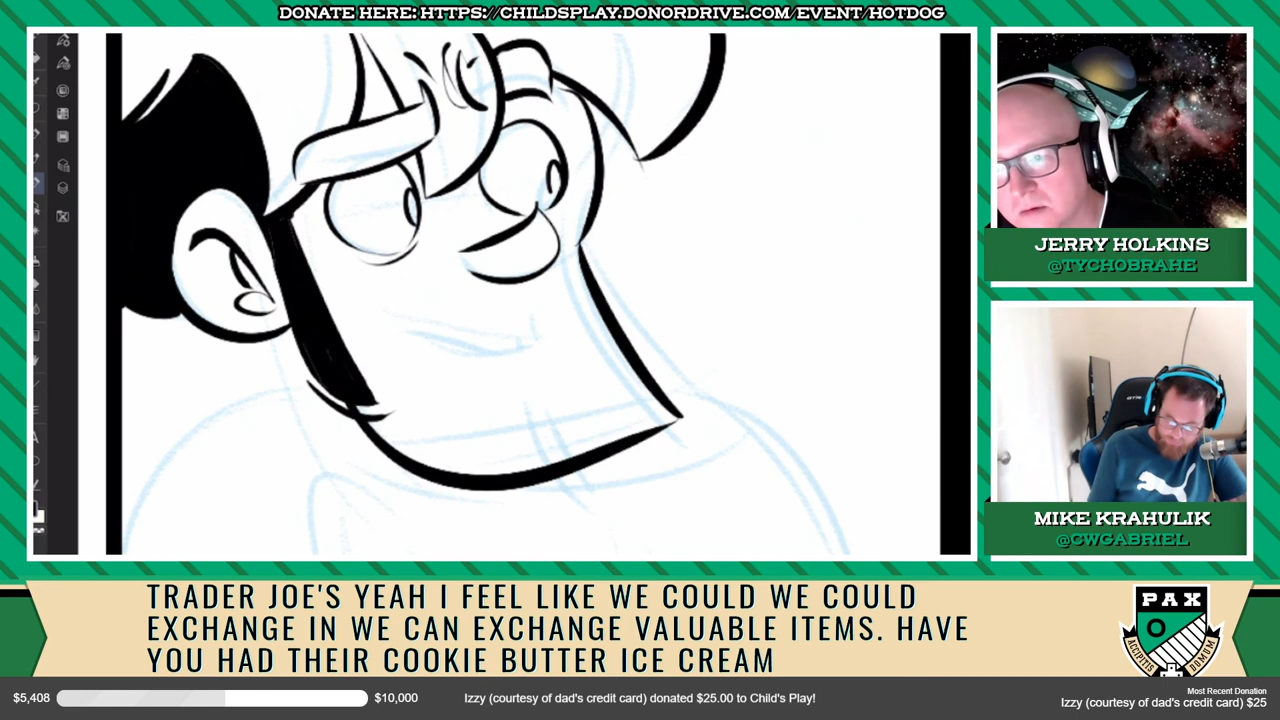 DONATE HERE: HTTPS://CHILDSPLAY.DONORDRIVE.COM/EVENT/HOTDOG
JERRY HOLKINS
@TYCHOBRAHE
MIKE KRAHULIK
@CWGABRIEL
TRADER JOE'S YEAH I FEEL LIKE WE COULD WE COULD
EXCHANGE IN WE CAN EXCHANGE VALUABLE ITEMS. HAVE
YOU HAD THEIR COOKIE BUTTER ICE CREAM
PAX
ACCIPITIS DOMUM
$5,408
$10,000
Izzy (courtesy of dad's credit card) donated $25.00 to Child's Play!
Most Recent Donation
Izzy (courtesy of dad's credit card) $25